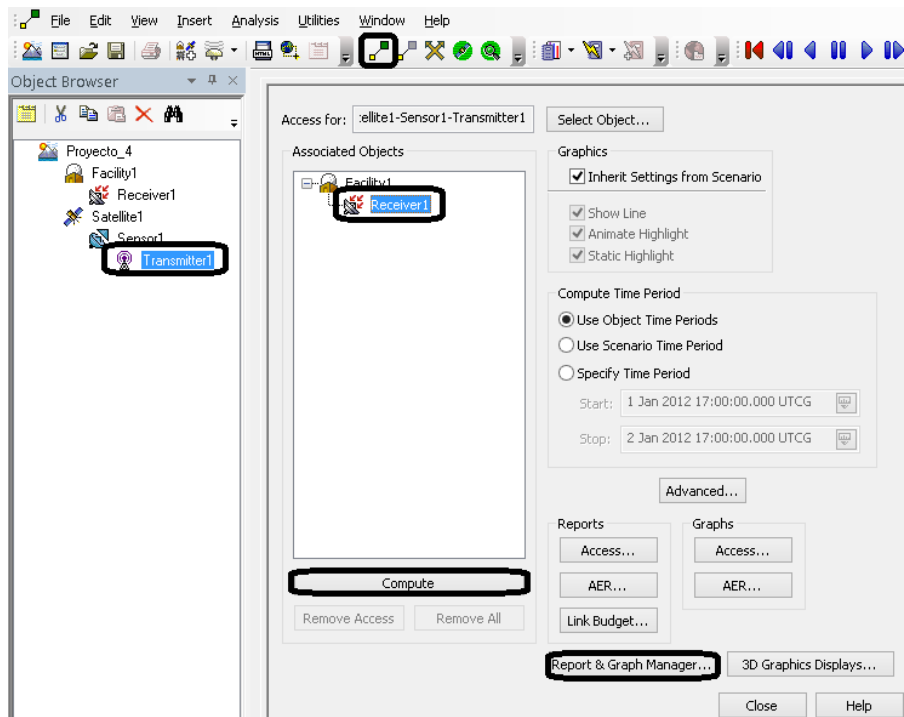 File Edit View Insert Analysis Utilities Window Help
Object Browser
Proyecto_4
Facility1
Receiver1
Satellite1
Sensor1
Transmitter1
Access for: :ellite1-Sensor1-Transmitter1 Select Object...
Associated Objects
Facility1
Receiver1
Compute
Remove Access Remove All
Graphics
Inherit Settings from Scenario
Show Line
Animate Highlight
Static Highlight
Compute Time Period
Use Object Time Periods
Use Scenario Time Period
Specify Time Period
Start: 1 Jan 2012 17:00:00.000 UTCG
Stop: 2 Jan 2012 17:00:00.000 UTCG
Advanced...
Reports Graphs
Access... Access...
AER... AER...
Link Budget...
Report & Graph Manager... 3D Graphics Displays...
Close Help